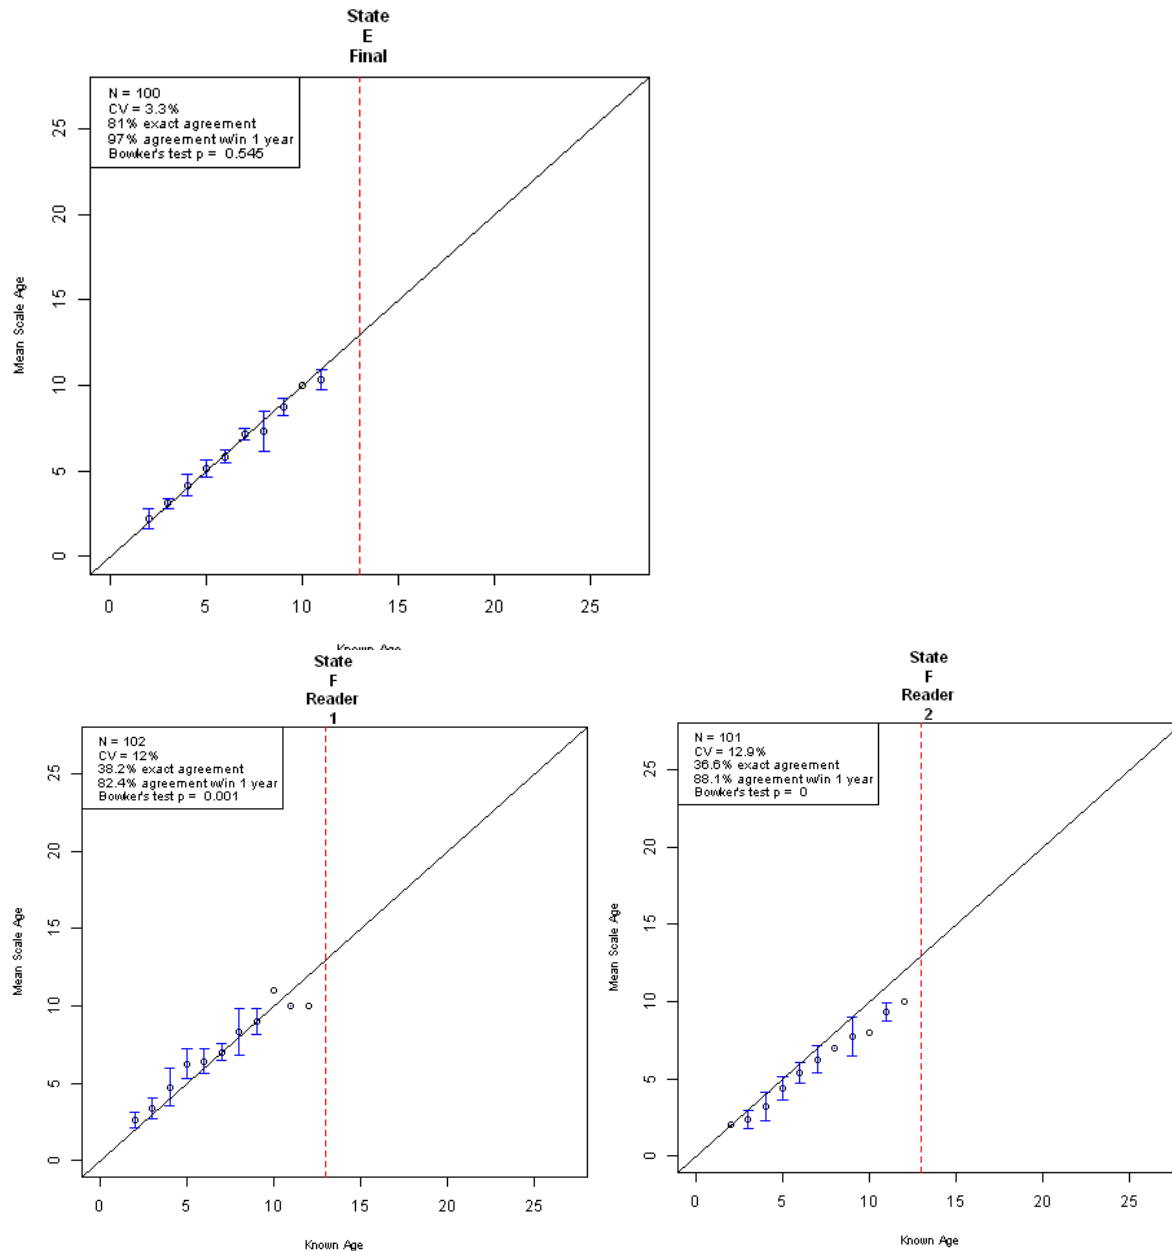 State
E
Final
N = 100
CV = 3.3%
81% exact agreement
97% agreement w/in 1 year
Bowker's test p = 0.545
25
20
15
10
5
0
Mean Scale Age
0 5 10 15 20 25
Known Age
State
F
Reader
1
N = 102
CV = 12%
38.2% exact agreement
82.4% agreement w/in 1 year
Bowker's test p = 0.001
25
20
15
10
5
0
Mean Scale Age
0 5 10 15 20 25
Known Age
State
F
Reader
2
N = 101
CV = 12.9%
36.6% exact agreement
88.1% agreement w/in 1 year
Bowker's test p = 0
25
20
15
10
5
0
Mean Scale Age
0 5 10 15 20 25
Known Age